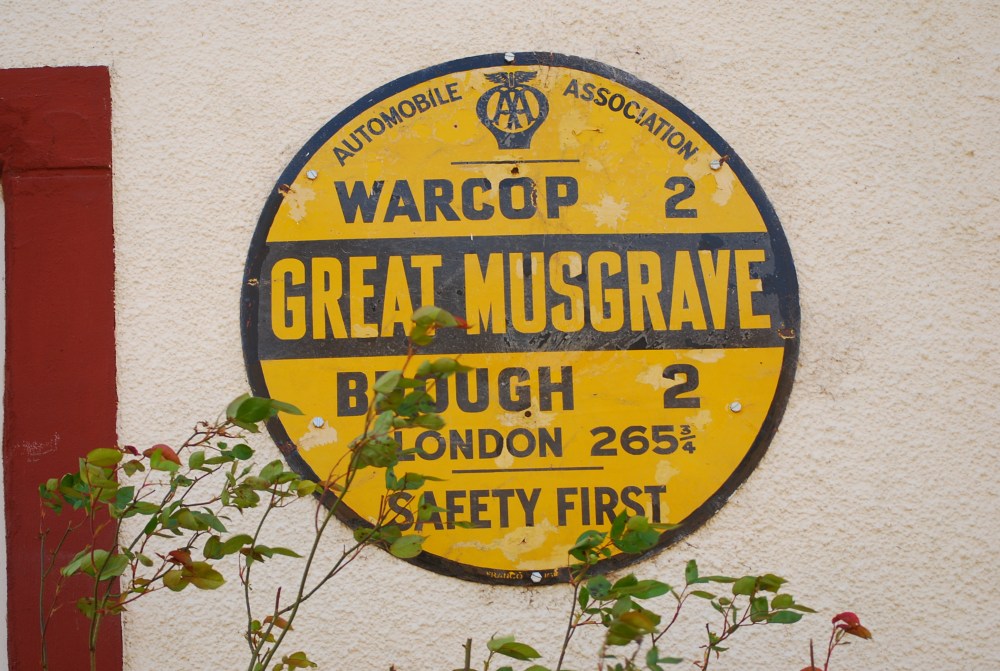 AUTOMOBILE ASSOCIATION
AA
WARCOP 2
GREAT MUSGRAVE
BROUGH 2
LONDON 265¾
SAFETY FIRST